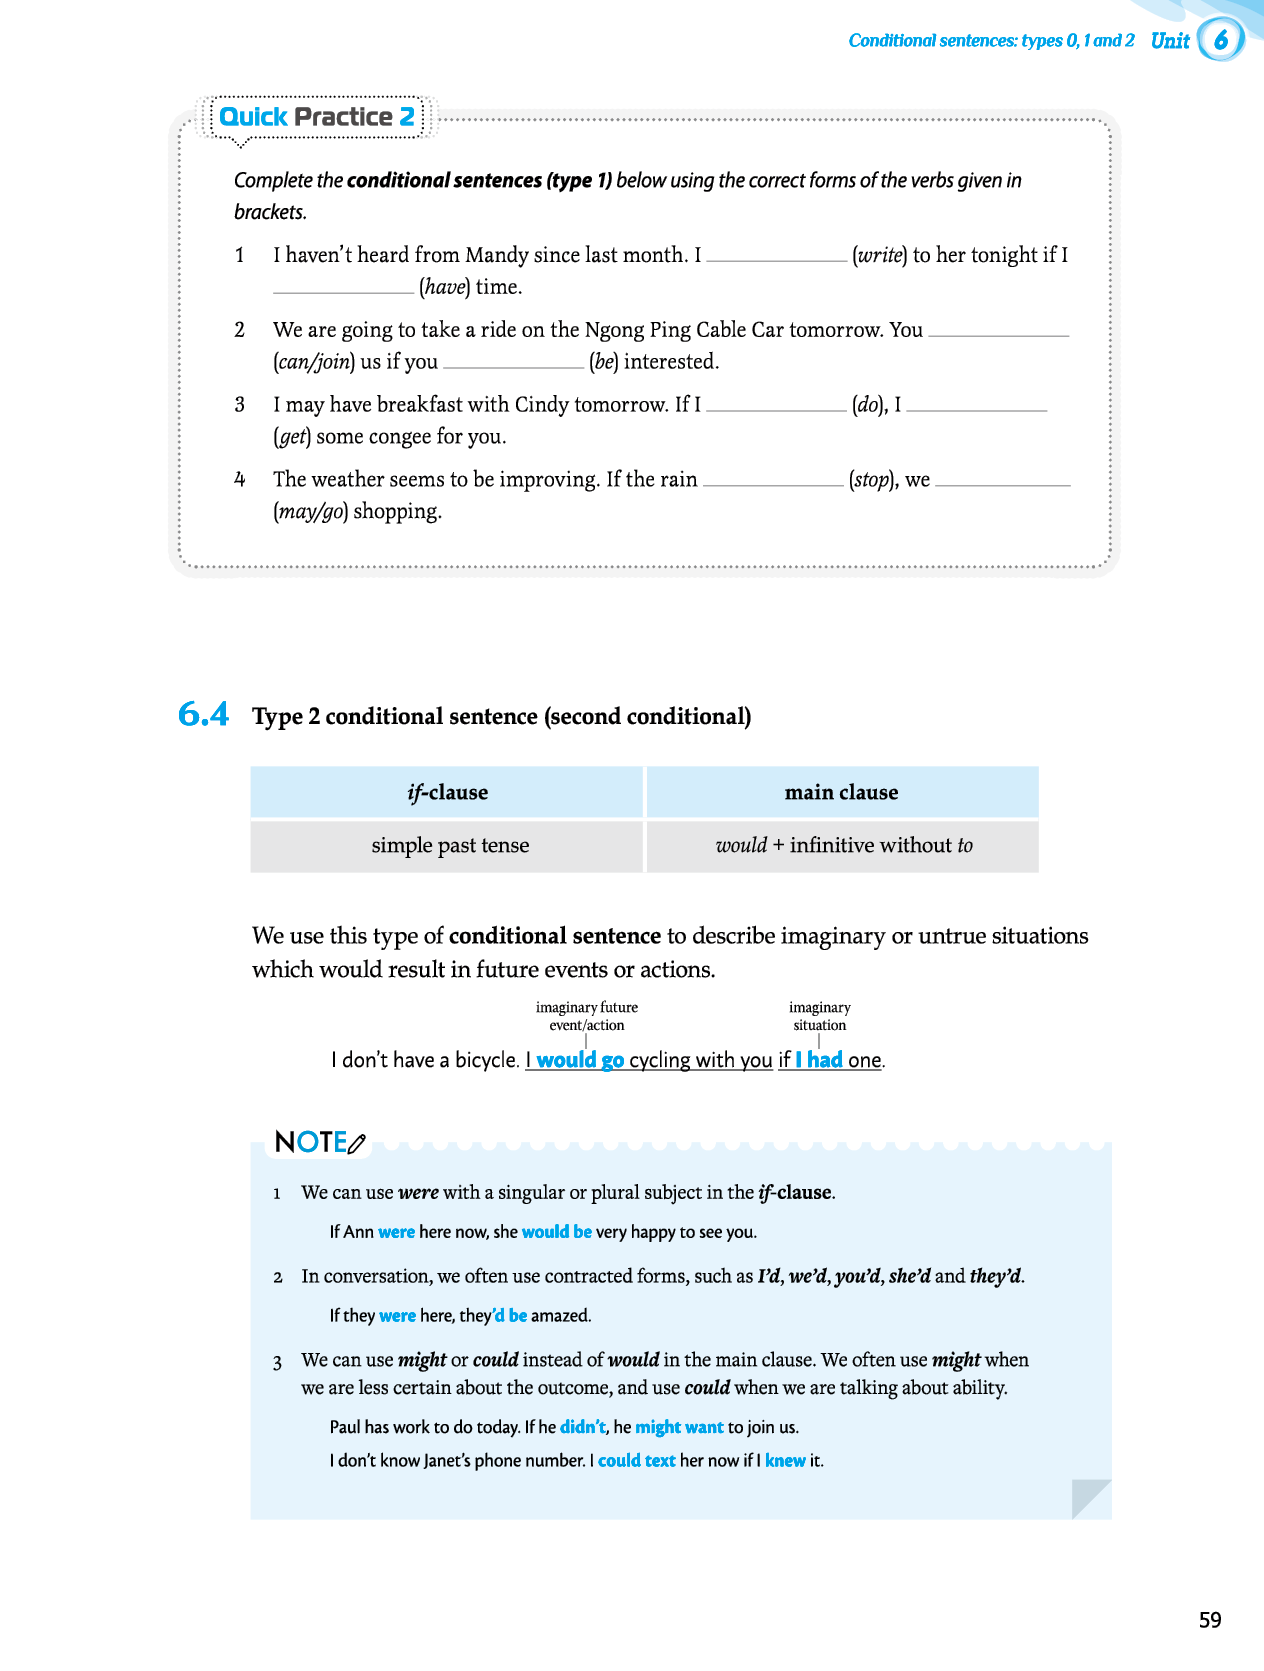 Conditional sentences: types 0, 1 and 2 Unit 6
Quick Practice 2
Complete the conditional sentences (type 1) below using the correct forms of the verbs given in
brackets.
1 I haven't heard from Mandy since last month. I ____________ (write) to her tonight if I
____________ (have) time.
2 We are going to take a ride on the Ngong Ping Cable Car tomorrow. You ____________
(can/join) us if you ____________ (be) interested.
3 I may have breakfast with Cindy tomorrow. If I ____________ (do), I ____________
(get) some congee for you.
4 The weather seems to be improving. If the rain ____________ (stop), we ____________
(may/go) shopping.
6.4 Type 2 conditional sentence (second conditional)
if-clause main clause
simple past tense would + infinitive without to
We use this type of conditional sentence to describe imaginary or untrue situations
which would result in future events or actions.
imaginary future imaginary
event/action situation
I don't have a bicycle. I would go cycling with you if I had one.
NOTE
1 We can use were with a singular or plural subject in the if-clause.
If Ann were here now, she would be very happy to see you.
2 In conversation, we often use contracted forms, such as I'd, we'd, you'd, she'd and they'd.
If they were here, they'd be amazed.
3 We can use might or could instead of would in the main clause. We often use might when
we are less certain about the outcome, and use could when we are talking about ability.
Paul has work to do today. If he didn't, he might want to join us.
I don't know Janet's phone number. I could text her now if I knew it.
59